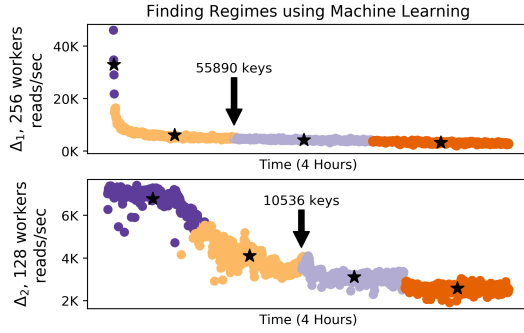 Finding Regimes using Machine Learning
Δ1, 256 workers
reads/sec
40K
20K
0K
55890 keys
Time (4 Hours)
Δ2, 128 workers
reads/sec
6K
4K
2K
10536 keys
Time (4 Hours)